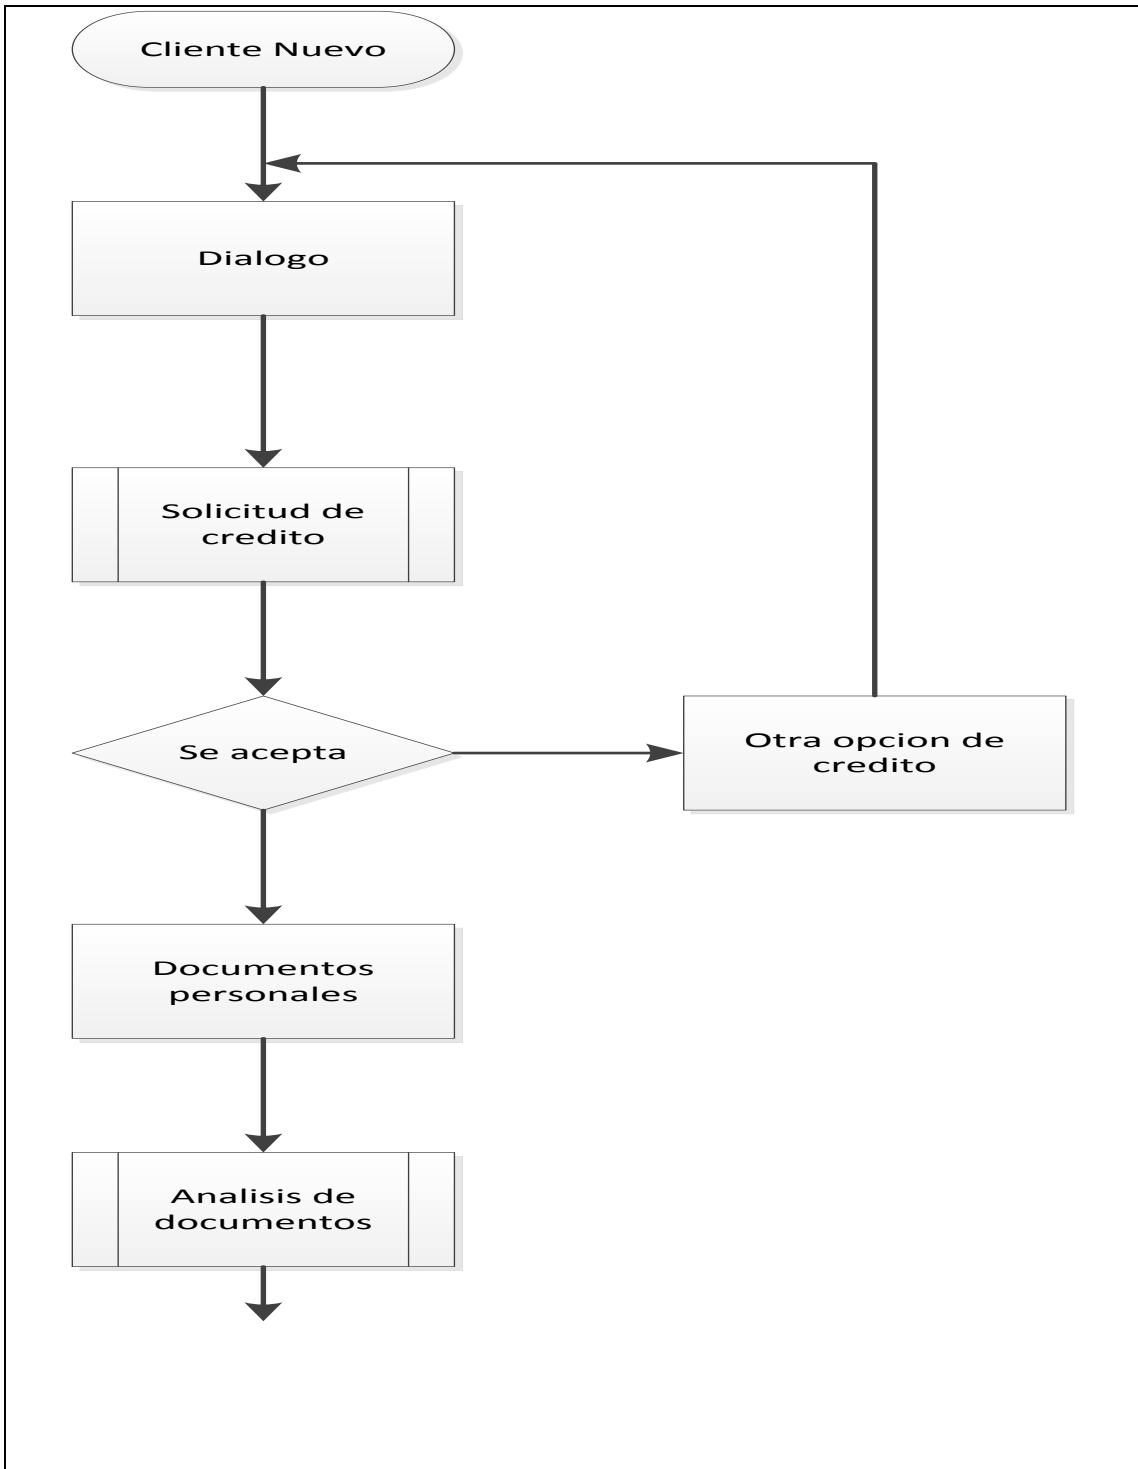 Cliente Nuevo
Dialogo
Solicitud de
credito
Se acepta
Otra opcion de
credito
Documentos
personales
Analisis de
documentos